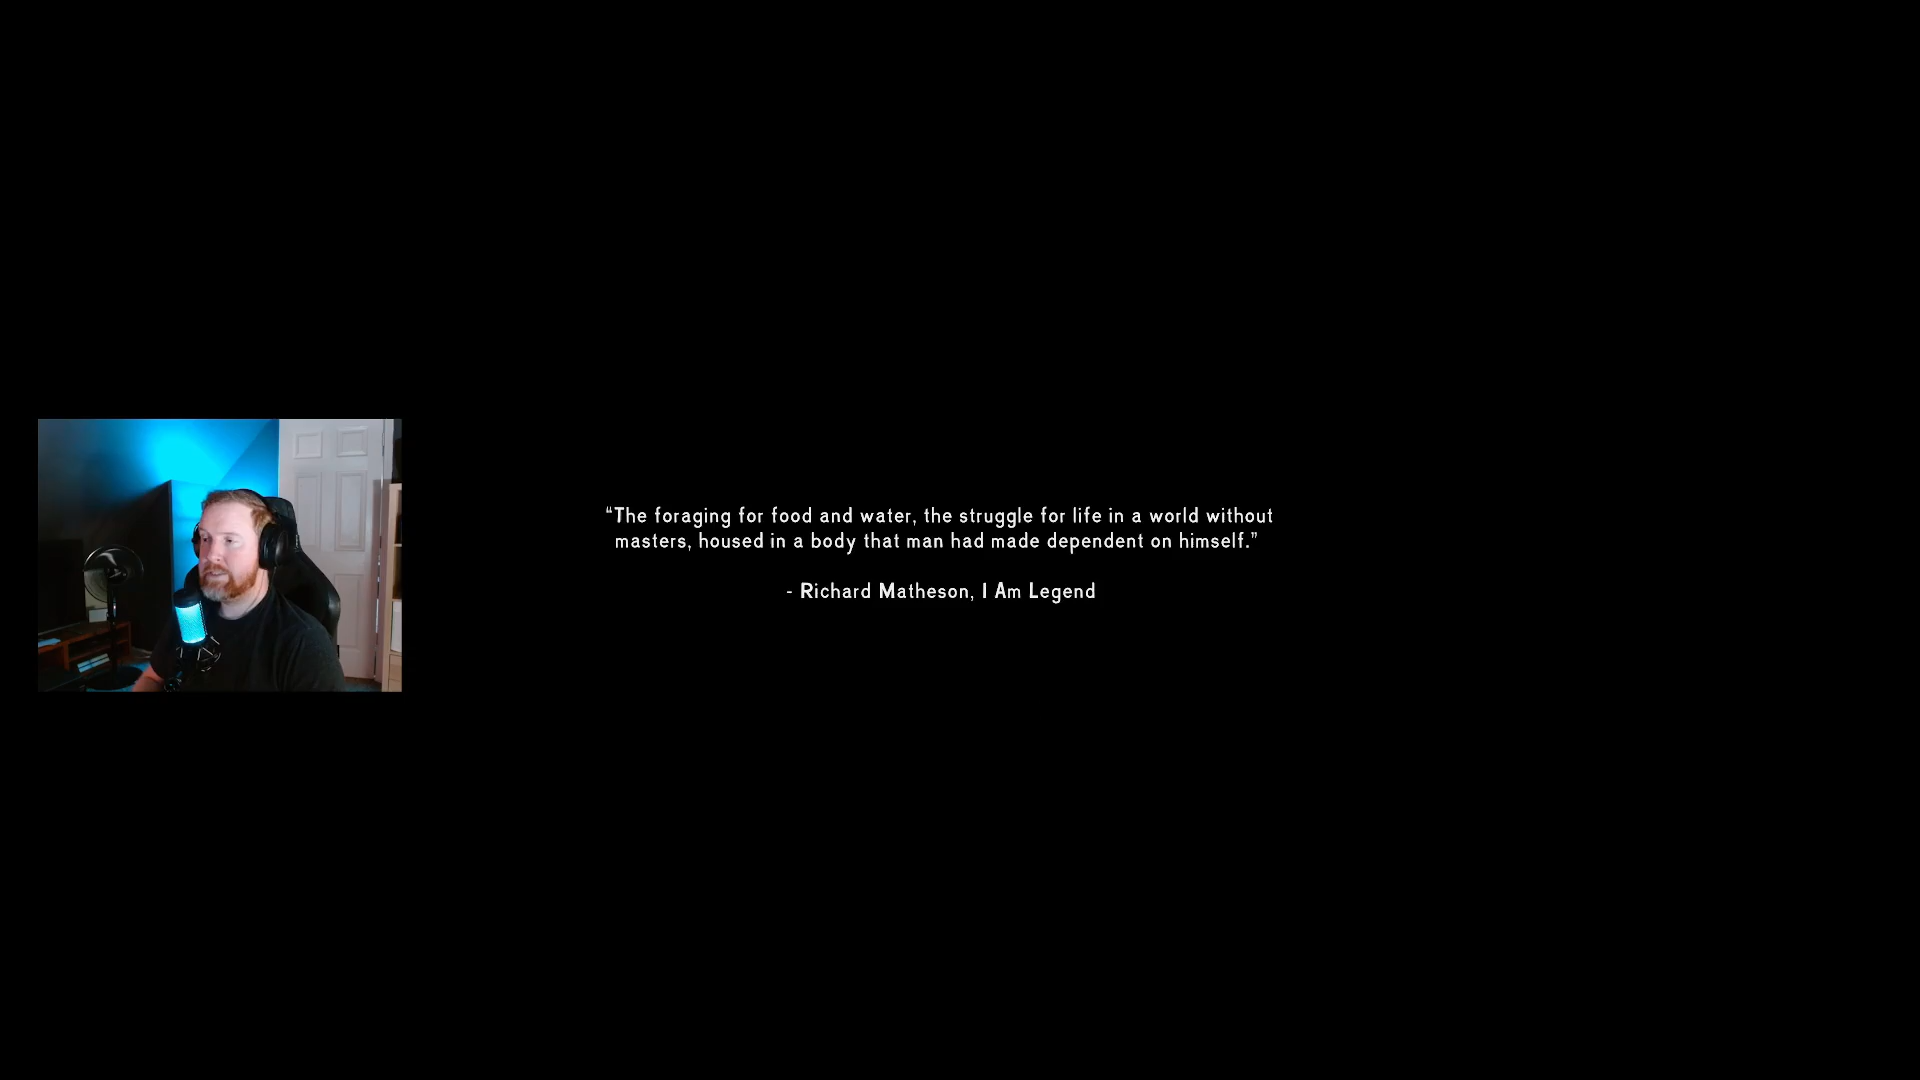 “The foraging for food and water, the struggle for life in a world without
masters, housed in a body that man had made dependent on himself.”
- Richard Matheson, I Am Legend